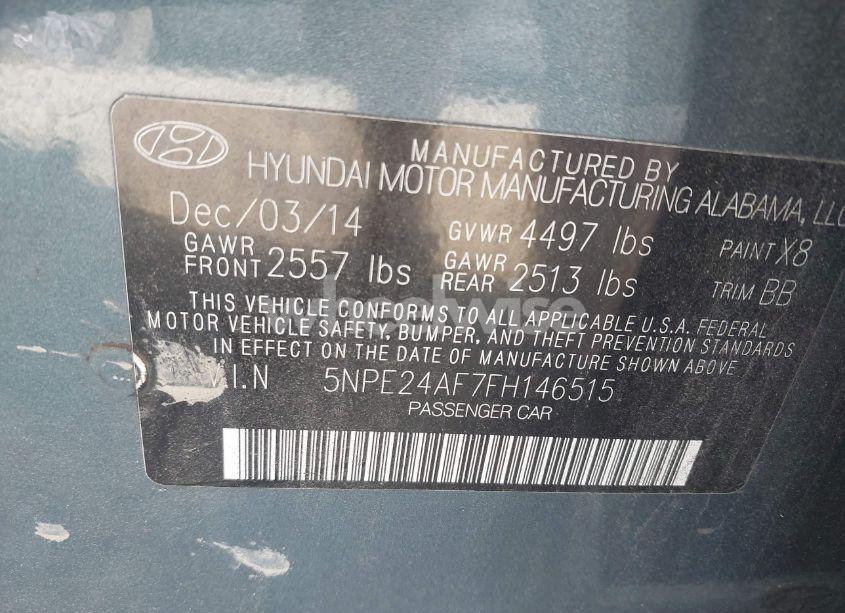 MANUFACTURED BY
HYUNDAI MOTOR MANUFACTURING ALABAMA, LLC
Dec/03/14 GVWR 4497 lbs PAINT X8
GAWR FRONT 2557 lbs GAWR REAR 2513 lbs TRIM BB
THIS VEHICLE CONFORMS TO ALL APPLICABLE U.S.A. FEDERAL
MOTOR VEHICLE SAFETY, BUMPER, AND THEFT PREVENTION STANDARDS
IN EFFECT ON THE DATE OF MANUFACTURE SHOWN ABOVE
V.I.N 5NPE24AF7FH146515
PASSENGER CAR